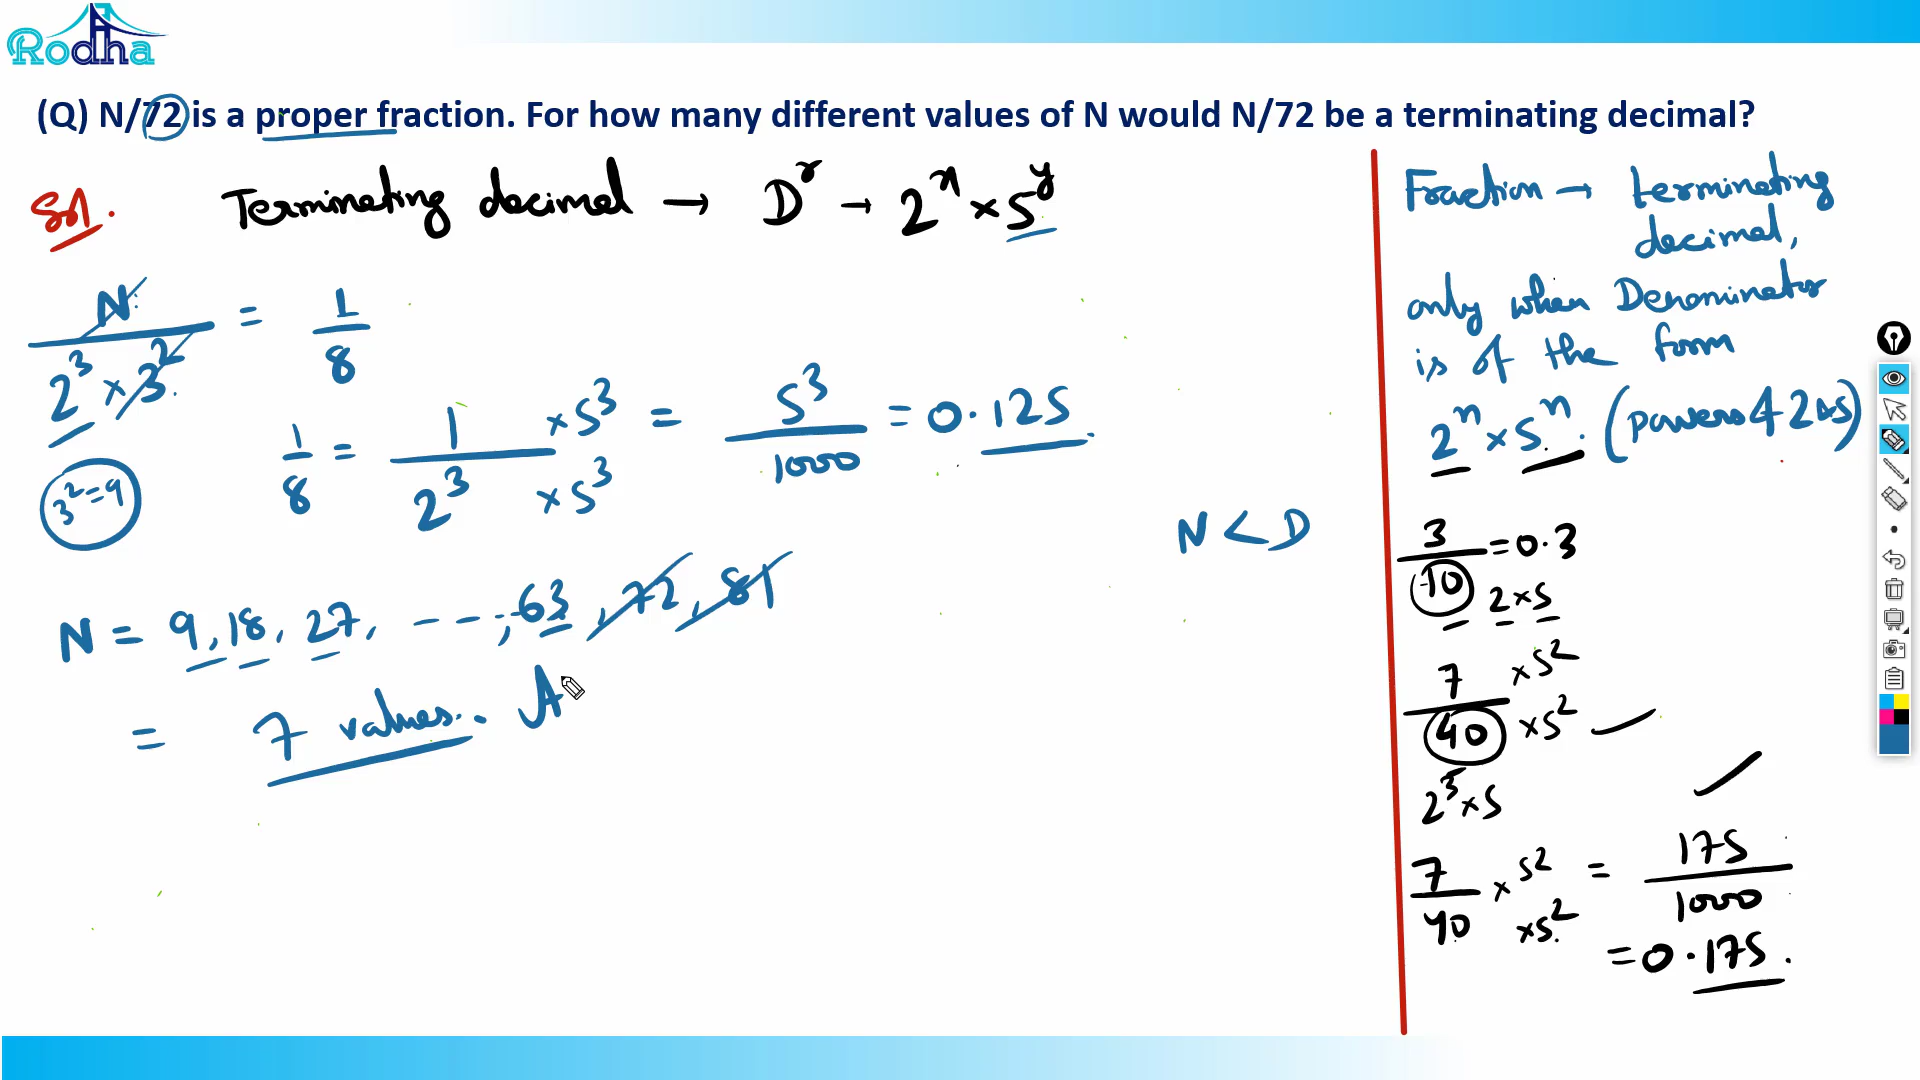 Rodha
(Q) N/72 is a proper fraction. For how many different values of N would N/72 be a terminating decimal?
Sol.
Terminating decimal → Dr → 2^x × 5^y
N / 2^3 × 3^2 = 1/8
3^2 = 9
1/8 = 1/2^3 × 5^3 / × 5^3 = 5^3/1000 = 0.125
N < D
N = 9, 18, 27, ----, 63, 72, 81
= 7 values. A
Fraction → terminating
decimal,
only when Denominator
is of the form
2^n × 5^n. (powers of 2 & 5)
3/10 = 0.3
2 × 5
7/40 × 5^2 / × 5^2
2^3 × 5
7/40 × 5^2 / × 5^2 = 175/1000
= 0.175.